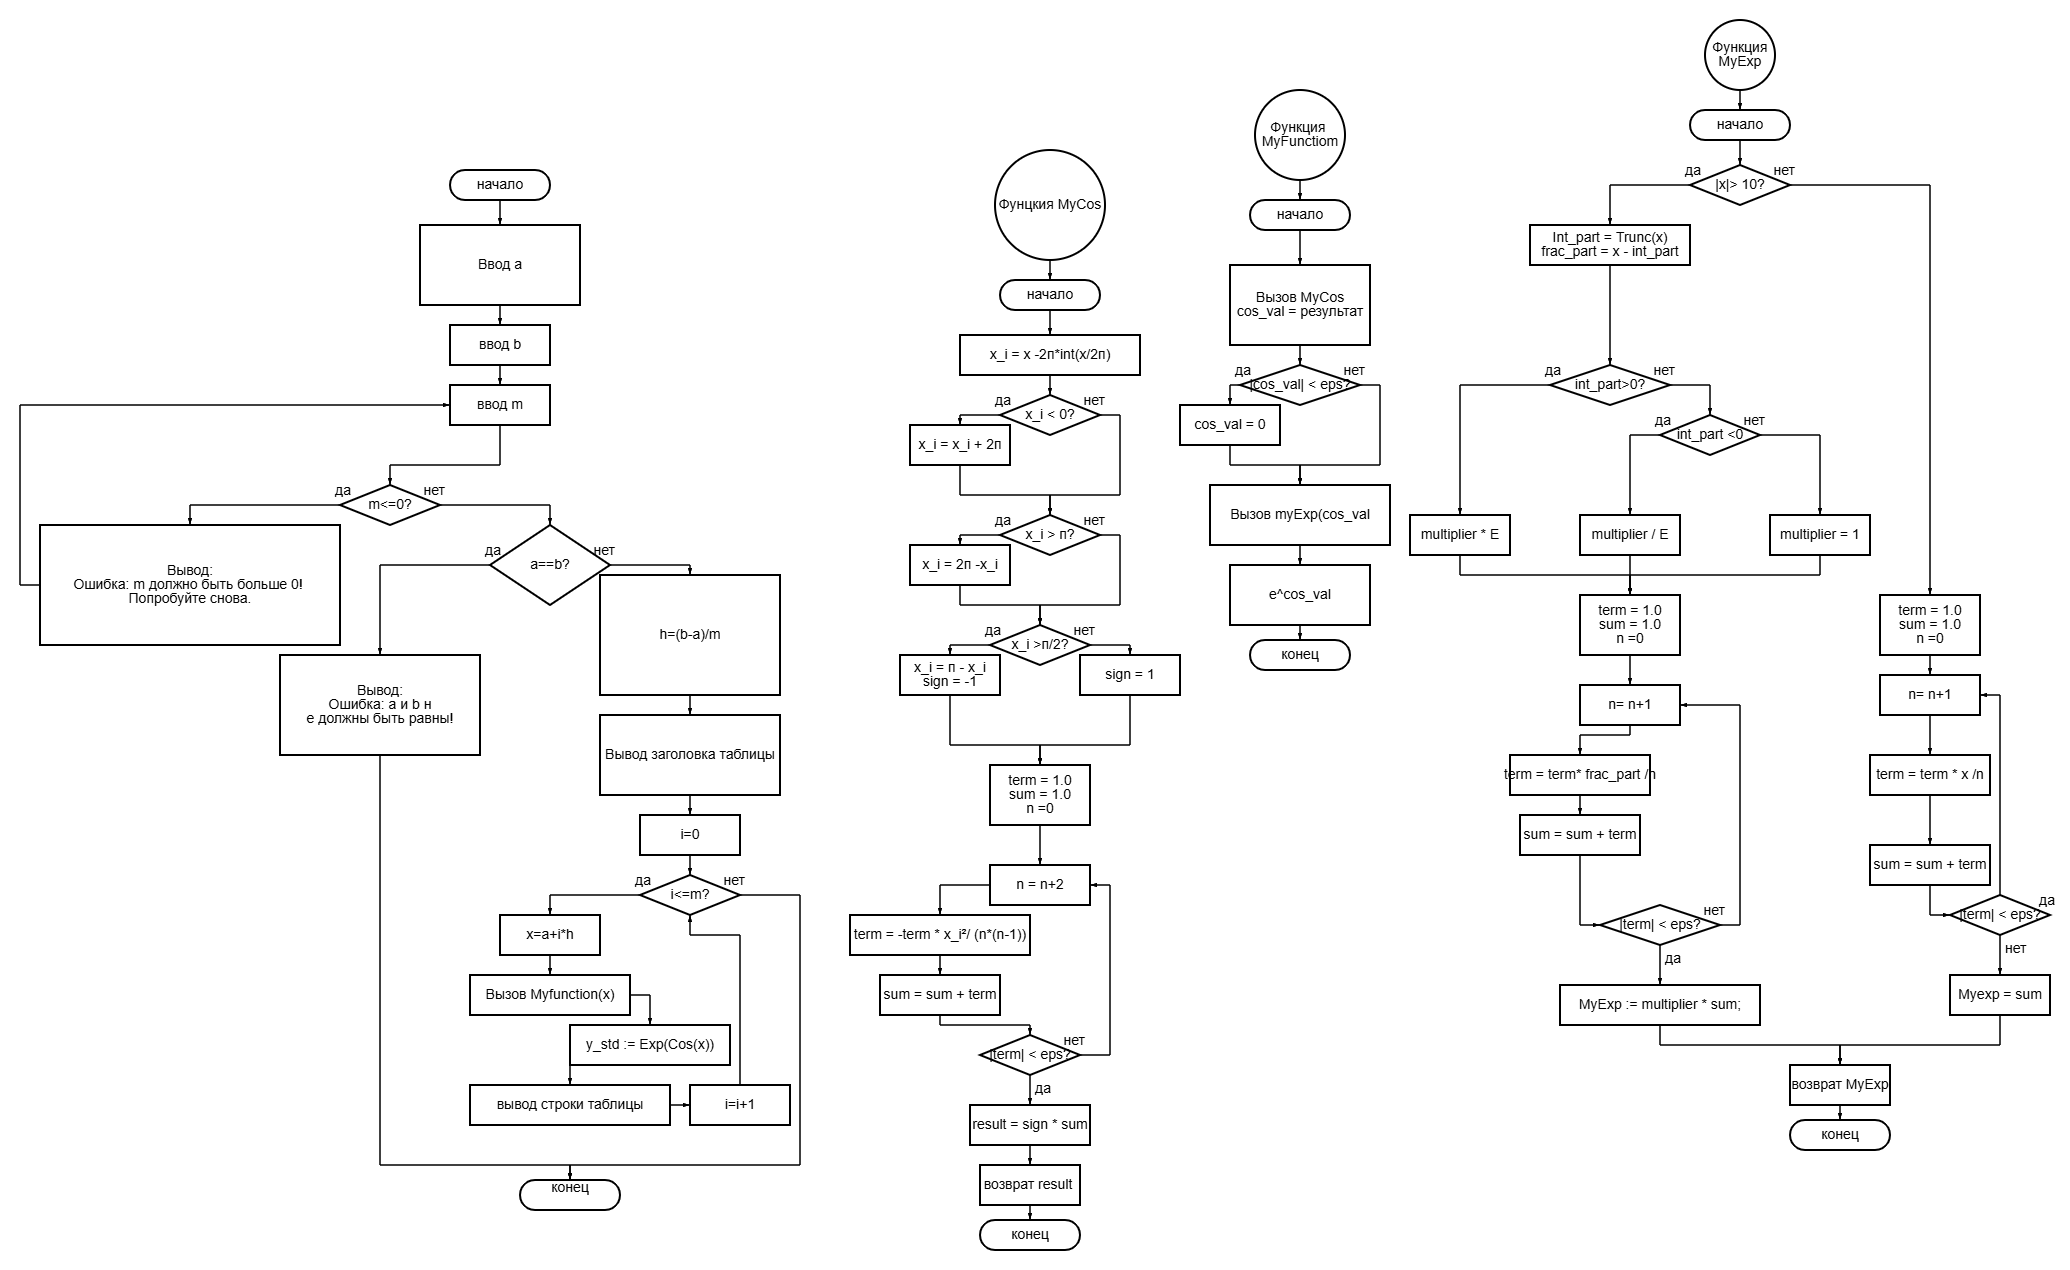 начало
Ввод a
ввод b
ввод m
m<=0?
да
нет
Вывод:
Ошибка: m должно быть больше 0!
Попробуйте снова.
a==b?
да
нет
Вывод:
Ошибка: a и b н
е должны быть равны!
h=(b-a)/m
Вывод заголовка таблицы
i=0
i<=m?
да
нет
x=a+i*h
Вызов Myfunction(x)
y_std := Exp(Cos(x))
вывод строки таблицы
i=i+1
конец
Фунцкия MyCos
начало
x_i = x -2п*int(x/2п)
x_i < 0?
да
нет
x_i = x_i + 2п
x_i > п?
да
нет
x_i = 2п -x_i
x_i >п/2?
да
нет
x_i = п - x_i
sign = -1
sign = 1
term = 1.0
sum = 1.0
n =0
n = n+2
term = -term * x_i²/ (n*(n-1))
sum = sum + term
|term| < eps?
нет
да
result = sign * sum
возврат result
конец
Функция
MyFunctiom
начало
Вызов MyCos
cos_val = результат
|cos_val| < eps?
да
нет
cos_val = 0
Вызов myExp(cos_val
e^cos_val
конец
Функция
MyExp
начало
|x|> 10?
да
нет
Int_part = Trunc(x)
frac_part = x - int_part
int_part>0?
да
нет
int_part <0
да
нет
multiplier * E
multiplier / E
multiplier = 1
term = 1.0
sum = 1.0
n =0
n= n+1
term = term* frac_part /n
sum = sum + term
|term| < eps?
нет
да
MyExp := multiplier * sum;
term = 1.0
sum = 1.0
n =0
n= n+1
term = term * x /n
sum = sum + term
|term| < eps?
да
нет
Myexp = sum
возврат MyExp
конец